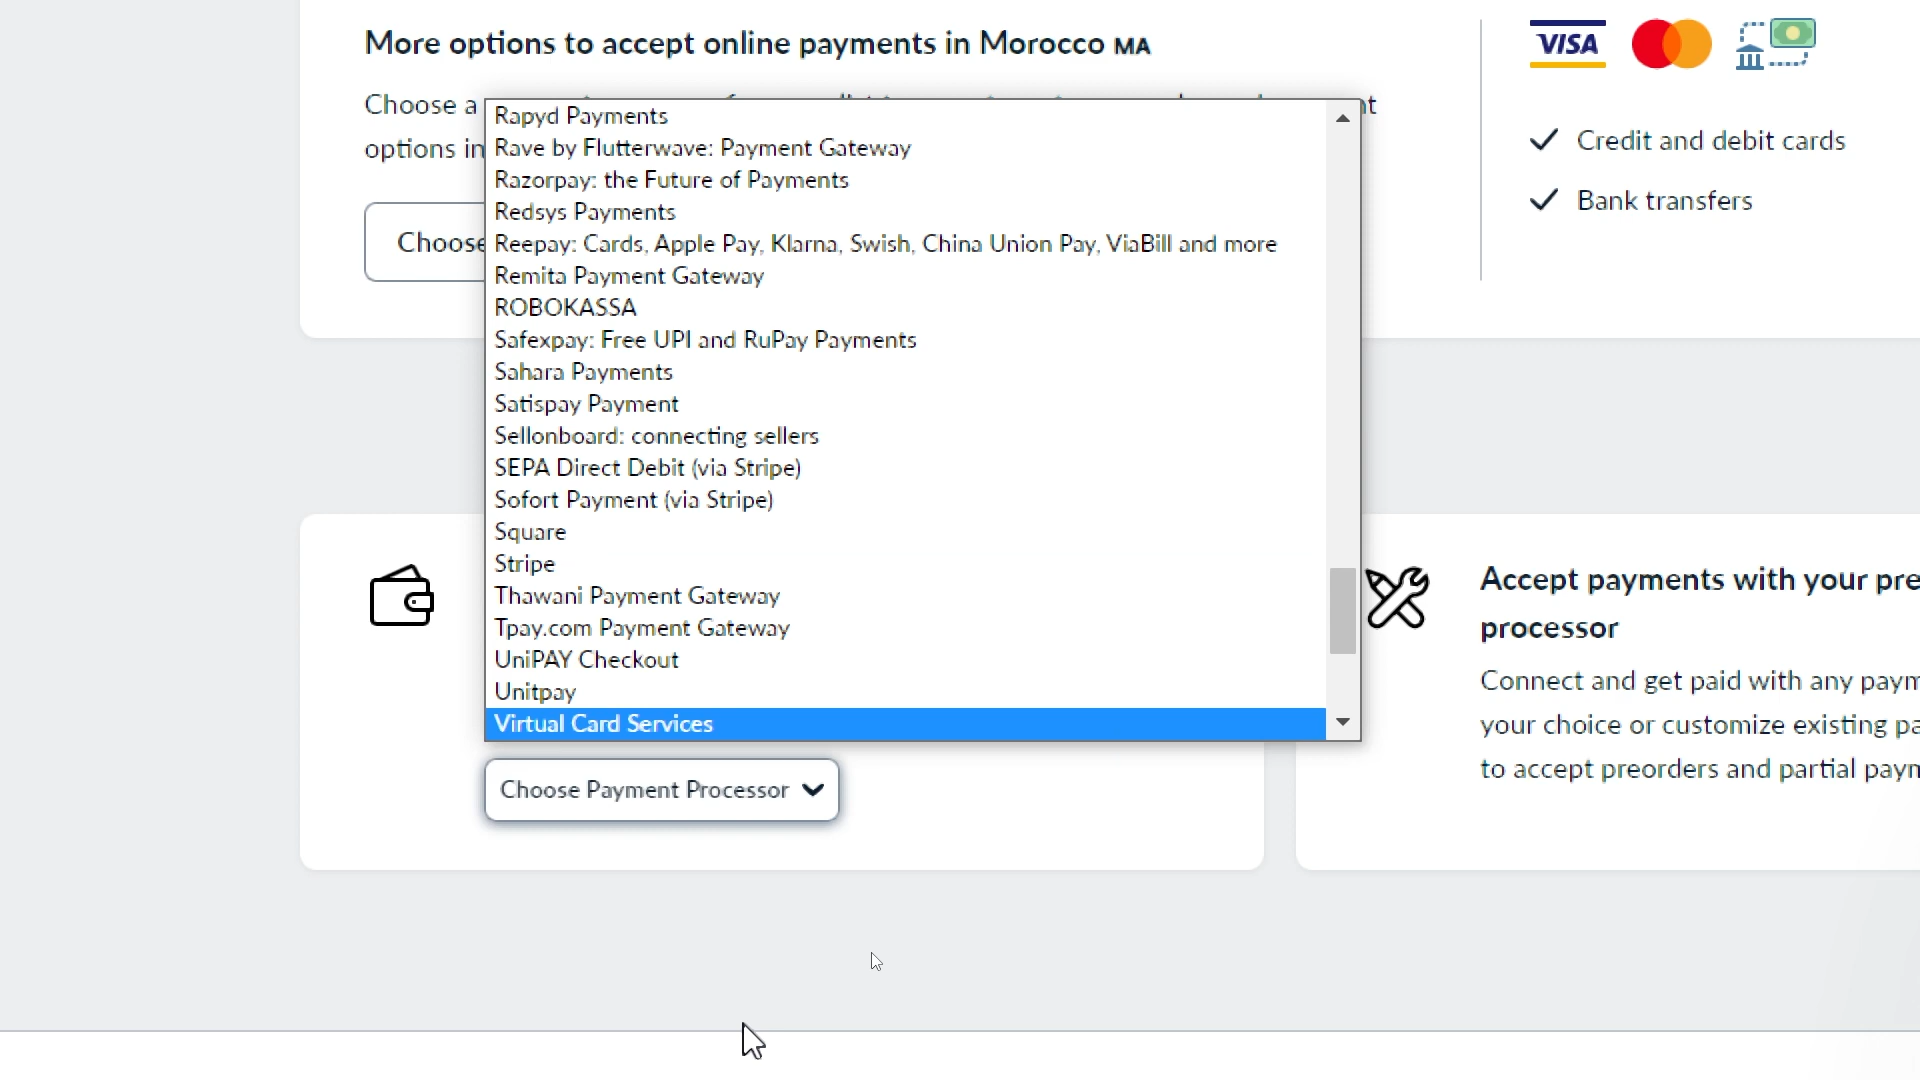 More options to accept online payments in Morocco MA
VISA
Choose a
options in
Choose
Credit and debit cards
Bank transfers
Rapyd Payments
Rave by Flutterwave: Payment Gateway
Razorpay: the Future of Payments
Redsys Payments
Reepay: Cards, Apple Pay, Klarna, Swish, China Union Pay, ViaBill and more
Remita Payment Gateway
ROBOKASSA
Safexpay: Free UPI and RuPay Payments
Sahara Payments
Satispay Payment
Sellonboard: connecting sellers
SEPA Direct Debit (via Stripe)
Sofort Payment (via Stripe)
Square
Stripe
Thawani Payment Gateway
Tpay.com Payment Gateway
UniPAY Checkout
Unitpay
Virtual Card Services
Choose Payment Processor
Accept payments with your pre
processor
Connect and get paid with any paym
your choice or customize existing pa
to accept preorders and partial paym